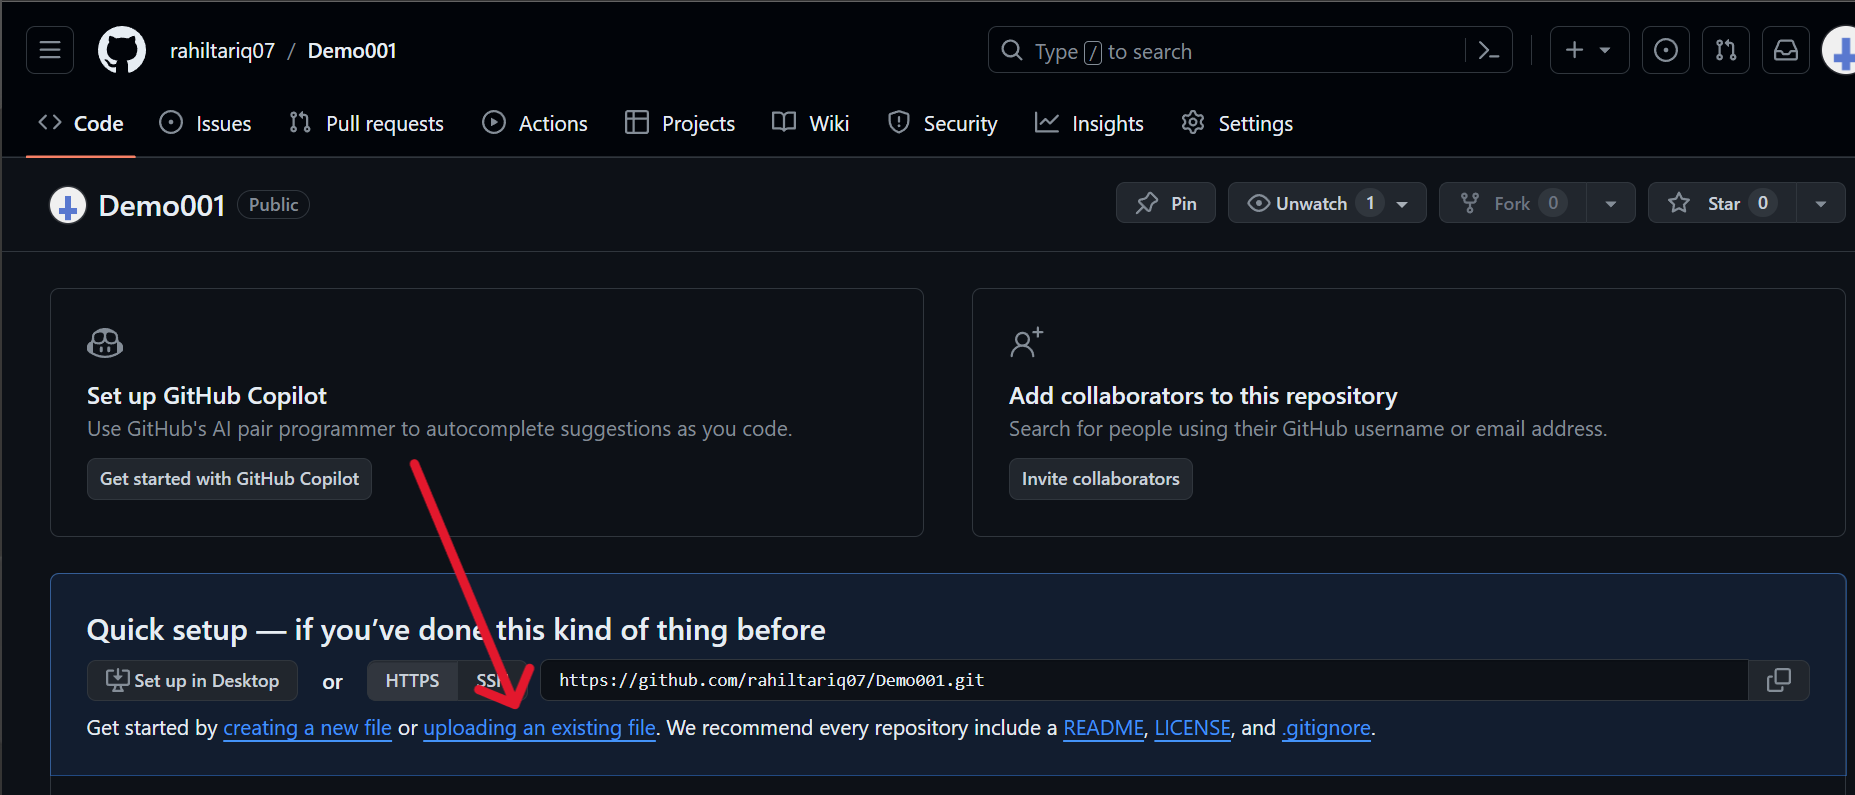 rahiltariq07 / Demo001
Type / to search
Code Issues Pull requests Actions Projects Wiki Security Insights Settings
Demo001 Public
Pin Unwatch 1 Fork 0 Star 0
Set up GitHub Copilot
Use GitHub's AI pair programmer to autocomplete suggestions as you code.
Get started with GitHub Copilot
Add collaborators to this repository
Search for people using their GitHub username or email address.
Invite collaborators
Quick setup — if you’ve done this kind of thing before
Set up in Desktop or HTTPS SSH https://github.com/rahiltariq07/Demo001.git
Get started by creating a new file or uploading an existing file. We recommend every repository include a README, LICENSE, and .gitignore.